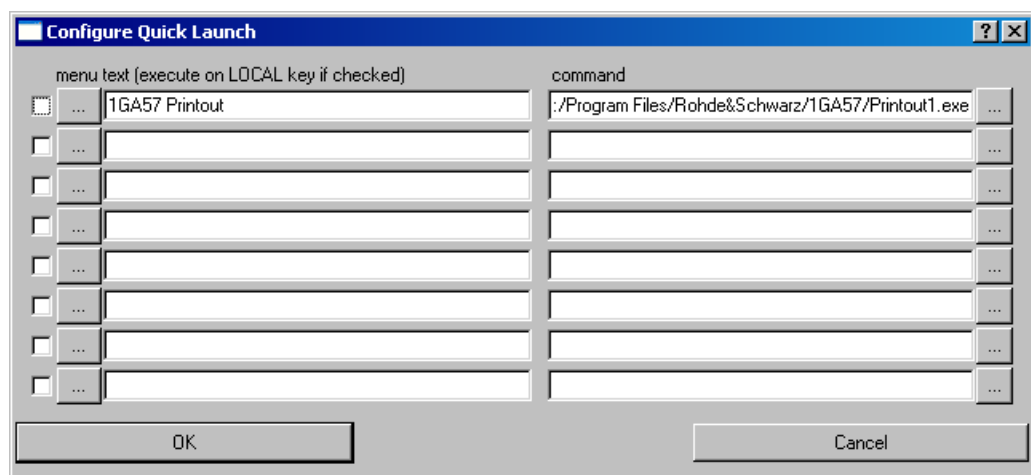 Configure Quick Launch
menu text (execute on LOCAL key if checked) command
... 1GA57 Printout :/Program Files/Rohde&Schwarz/1GA57/Printout1.exe ...
... ...
... ...
... ...
... ...
... ...
... ...
... ...
OK Cancel